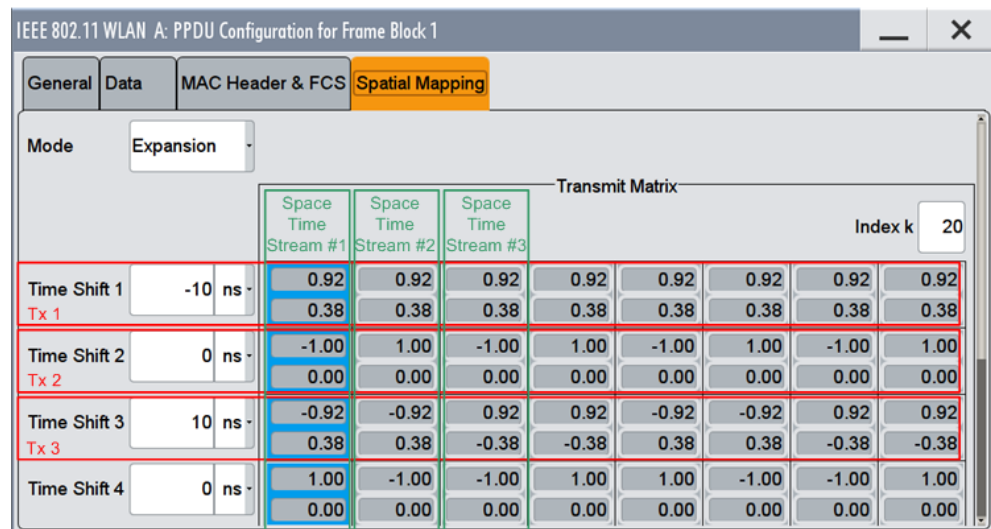 IEEE 802.11 WLAN A: PPDU Configuration for Frame Block 1
General Data MAC Header & FCS Spatial Mapping
Mode Expansion
Transmit Matrix
Space Time Stream #1 Space Time Stream #2 Space Time Stream #3
Index k 20
Time Shift 1 -10 ns 0.92 0.92 0.92 0.92 0.92 0.92 0.92 0.92
Tx 1 0.38 0.38 0.38 0.38 0.38 0.38 0.38 0.38
Time Shift 2 0 ns -1.00 1.00 -1.00 1.00 -1.00 1.00 -1.00 1.00
Tx 2 0.00 0.00 0.00 0.00 0.00 0.00 0.00 0.00
Time Shift 3 10 ns -0.92 -0.92 0.92 0.92 -0.92 -0.92 0.92 0.92
Tx 3 0.38 0.38 -0.38 -0.38 0.38 0.38 -0.38 -0.38
Time Shift 4 0 ns 1.00 -1.00 -1.00 1.00 1.00 -1.00 -1.00 1.00
0.00 0.00 0.00 0.00 0.00 0.00 0.00 0.00